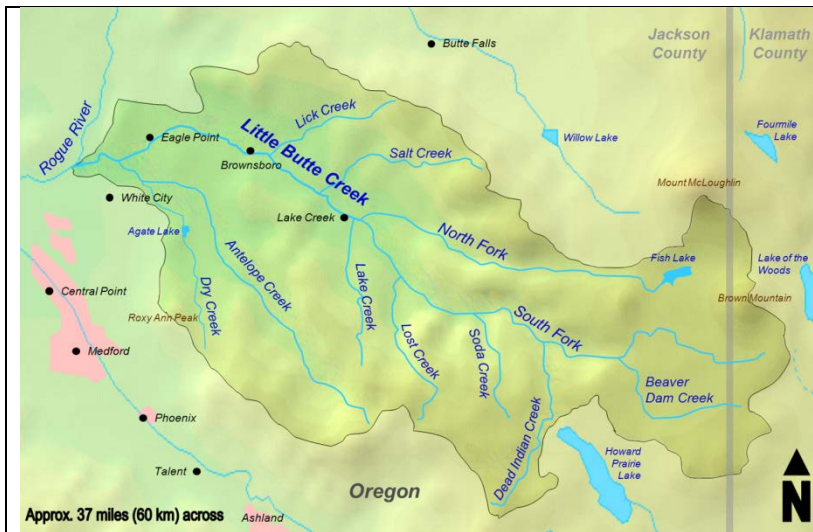 Jackson
County
Klamath
County
Butte Falls
Rogue River
Eagle Point
Lick Creek
Little Butte Creek
Willow Lake
Fourmile
Lake
Brownsboro
Salt Creek
White City
Mount McLoughlin
Lake Creek
Agate Lake
North Fork
Antelope Creek
Fish Lake
Lake of the
Woods
Central Point
Dry Creek
Lake Creek
Brown Mountain
Roxy Ann Peak
South Fork
Lost Creek
Soda Creek
Medford
Beaver
Dam Creek
Phoenix
Dead Indian Creek
Howard
Prairie
Lake
Talent
Oregon
N
Approx. 37 miles (60 km) across
Ashland